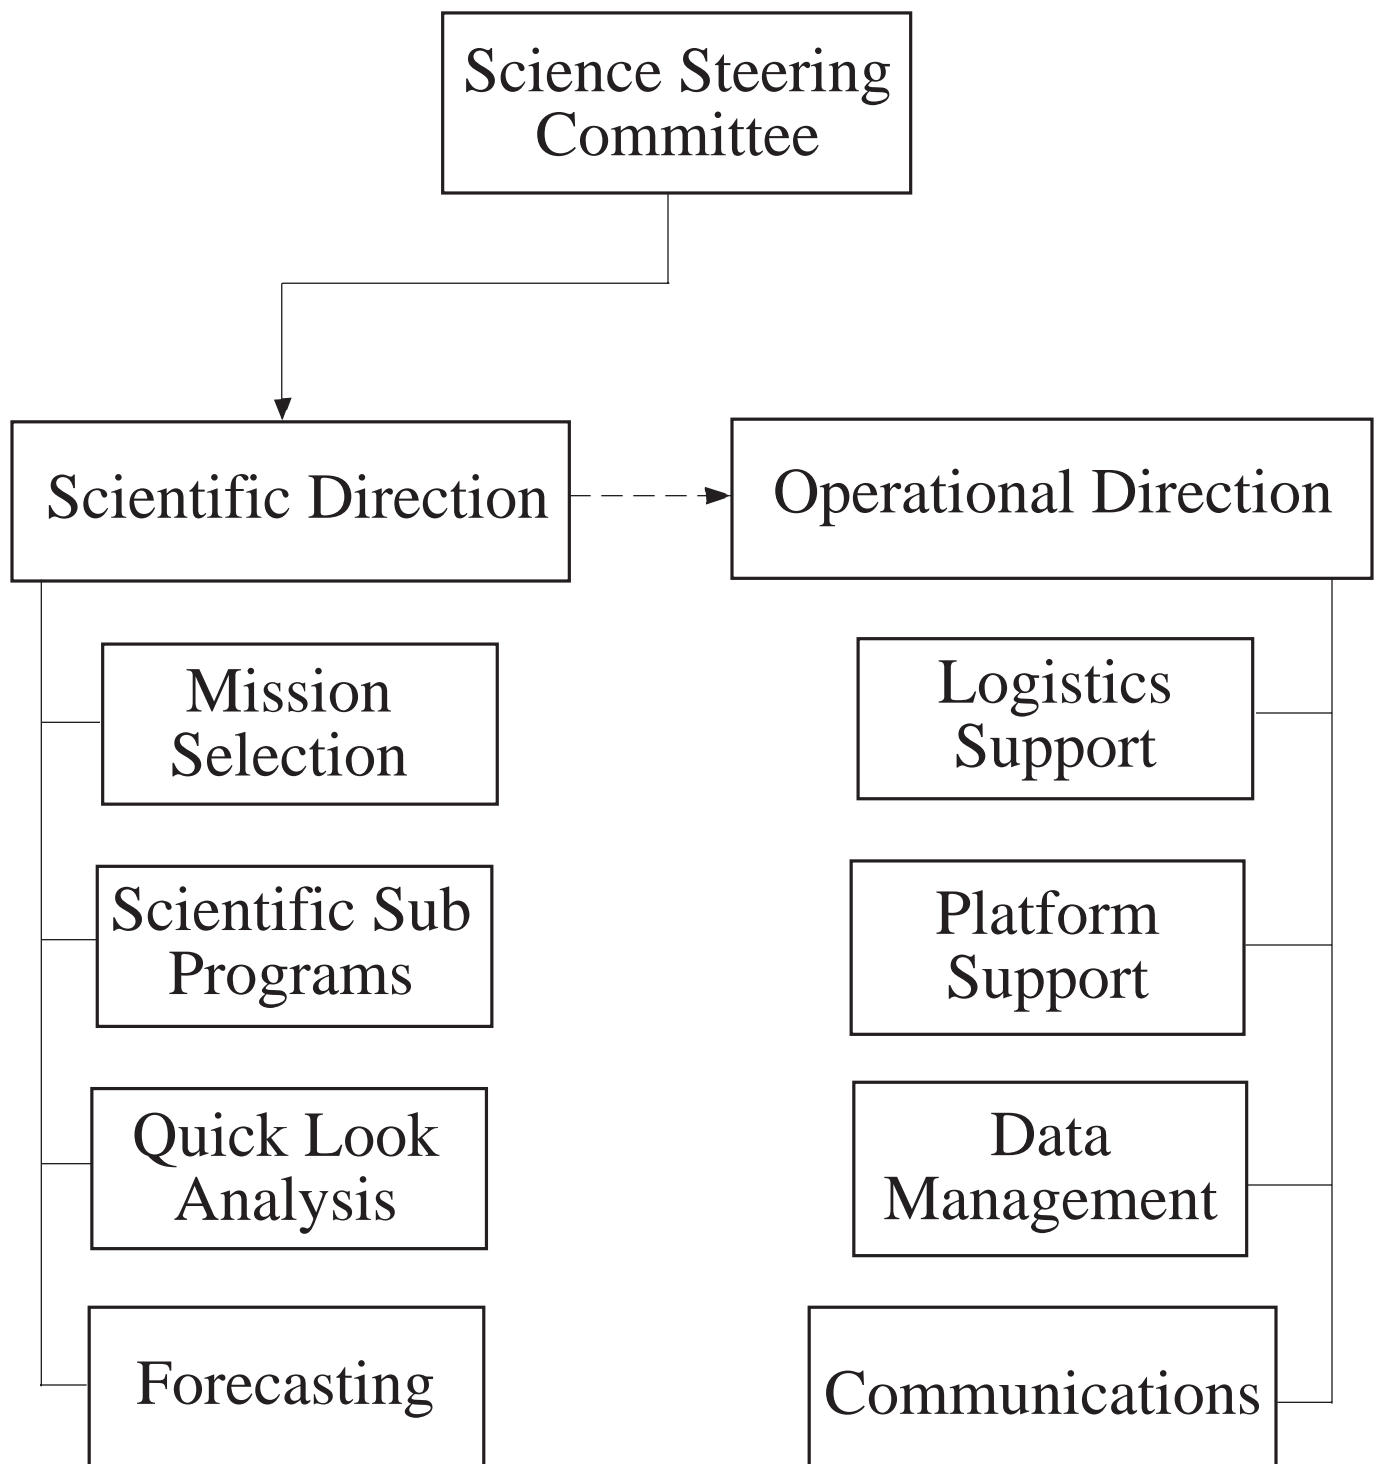 Science Steering
Committee
Scientific Direction
Operational Direction
Mission
Selection
Logistics
Support
Scientific Sub
Programs
Platform
Support
Quick Look
Analysis
Data
Management
Forecasting
Communications